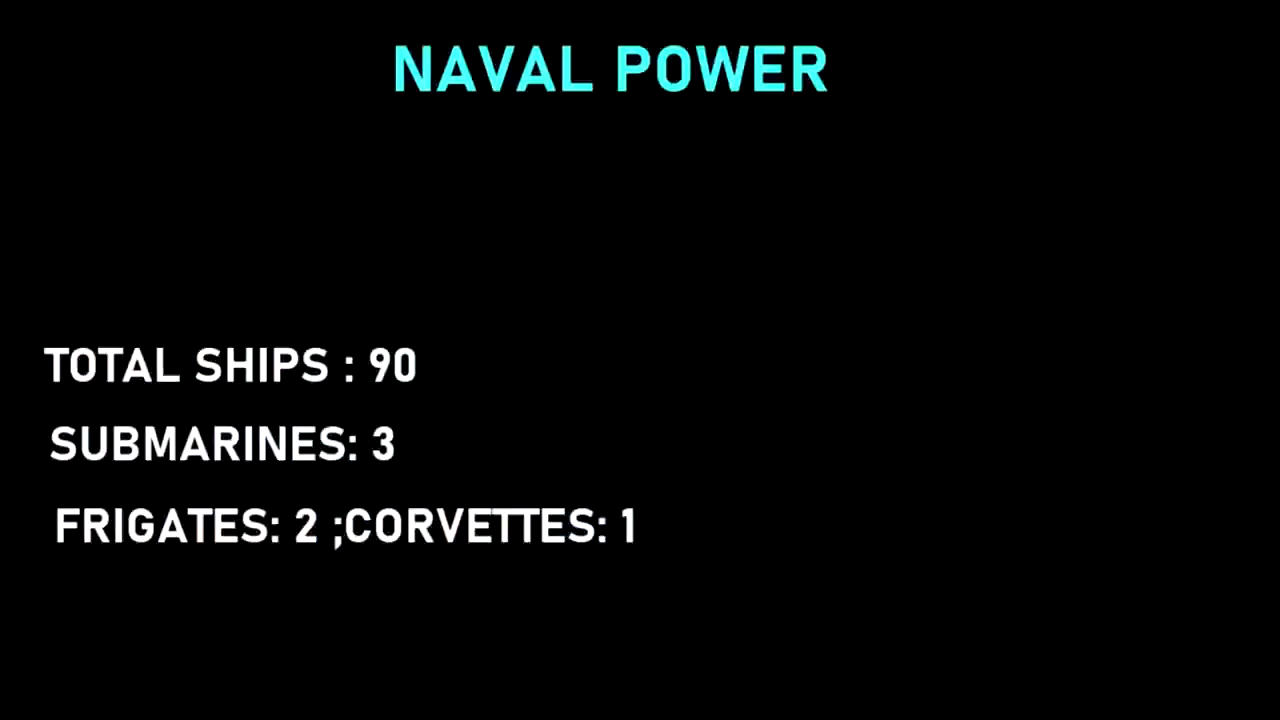 NAVAL POWER
TOTAL SHIPS : 90
SUBMARINES: 3
FRIGATES: 2 ;CORVETTES: 1